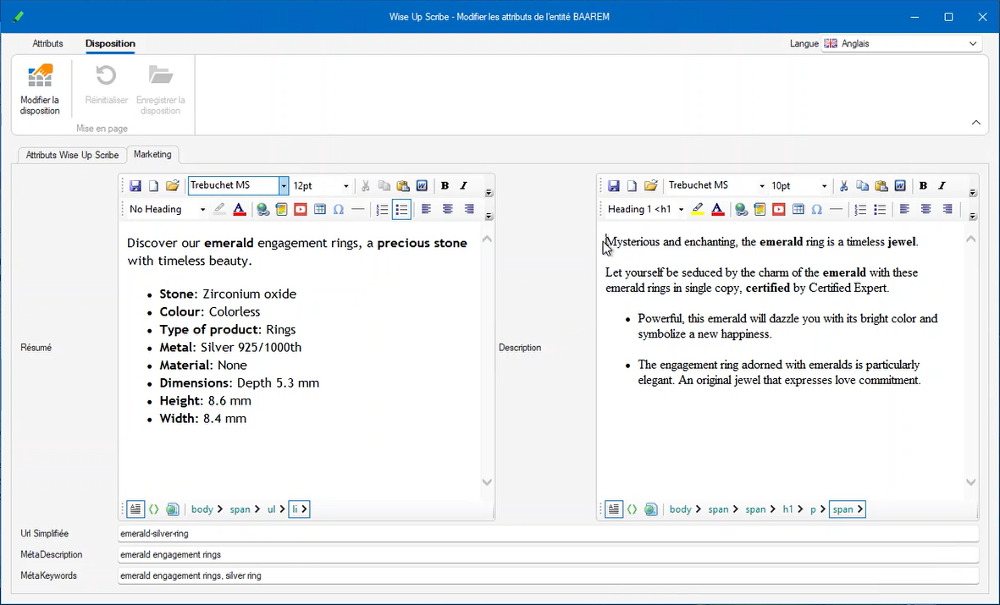 Wise Up Scribe - Modifier les attributs de l'entité BAAREM
Attributs
Disposition
Langue
Anglais
Modifier la
disposition
Réinitialiser
Enregistrer la
disposition
Mise en page
Attributs Wise Up Scribe
Marketing
Résumé
Trebuchet MS
12pt
B
I
No Heading
A
Discover our emerald engagement rings, a precious stone
with timeless beauty.
• Stone: Zirconium oxide
• Colour: Colorless
• Type of product: Rings
• Metal: Silver 925/1000th
• Material: None
• Dimensions: Depth 5.3 mm
• Height: 8.6 mm
• Width: 8.4 mm
body > span > ul > li >
Description
Trebuchet MS
10pt
B
I
Heading 1 <h1
A
Mysterious and enchanting, the emerald ring is a timeless jewel.
Let yourself be seduced by the charm of the emerald with these
emerald rings in single copy, certified by Certified Expert.
• Powerful, this emerald will dazzle you with its bright color and
symbolize a new happiness.
• The engagement ring adorned with emeralds is particularly
elegant. An original jewel that expresses love commitment.
body > span > span > h1 > p > span >
Url Simplifiée
emerald-silver-ring
MétaDescription
emerald engagement rings
MétaKeywords
emerald engagement rings, silver ring